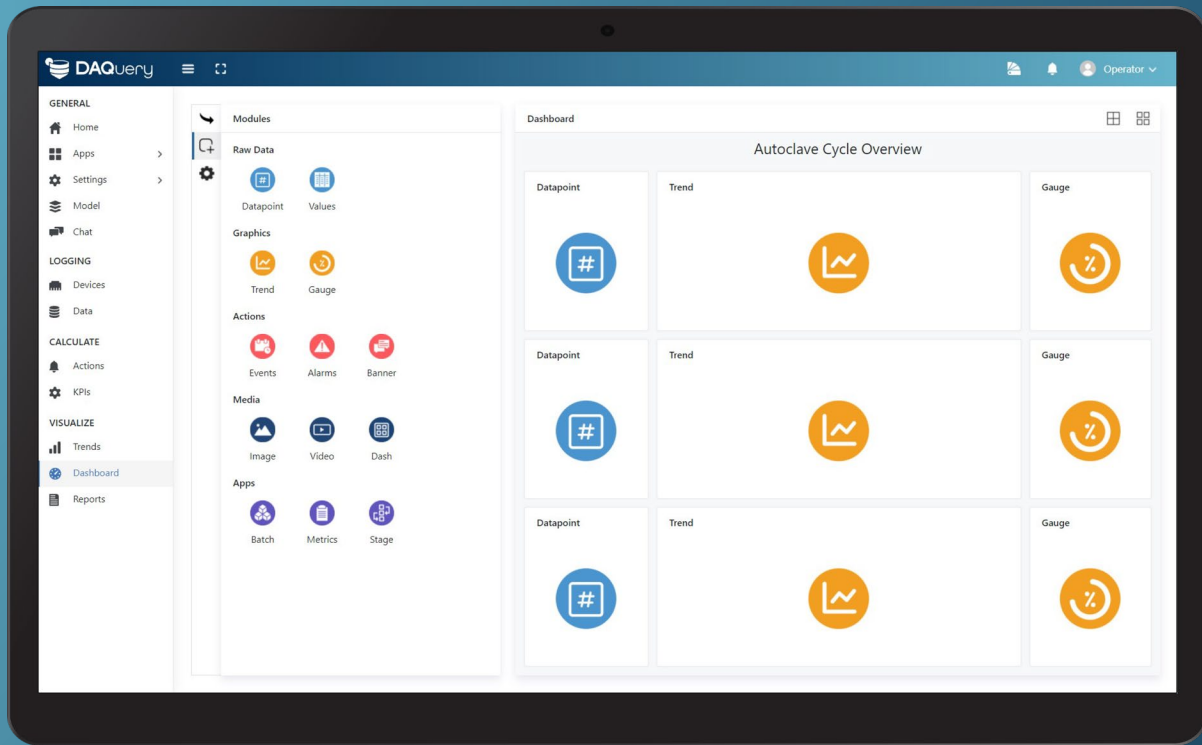 DAQuery
Operator
GENERAL
Home
Apps
Settings
Model
Chat
LOGGING
Devices
Data
CALCULATE
Actions
KPIs
VISUALIZE
Trends
Dashboard
Reports
Modules
Raw Data
# #
Datapoint Values
Graphics
Trend Gauge
Actions
Events Alarms Banner
Media
Image Video Dash
Apps
Batch Metrics Stage
Dashboard
Autoclave Cycle Overview
Datapoint Trend Gauge
# %
Datapoint Trend Gauge
# %
Datapoint Trend Gauge
# %